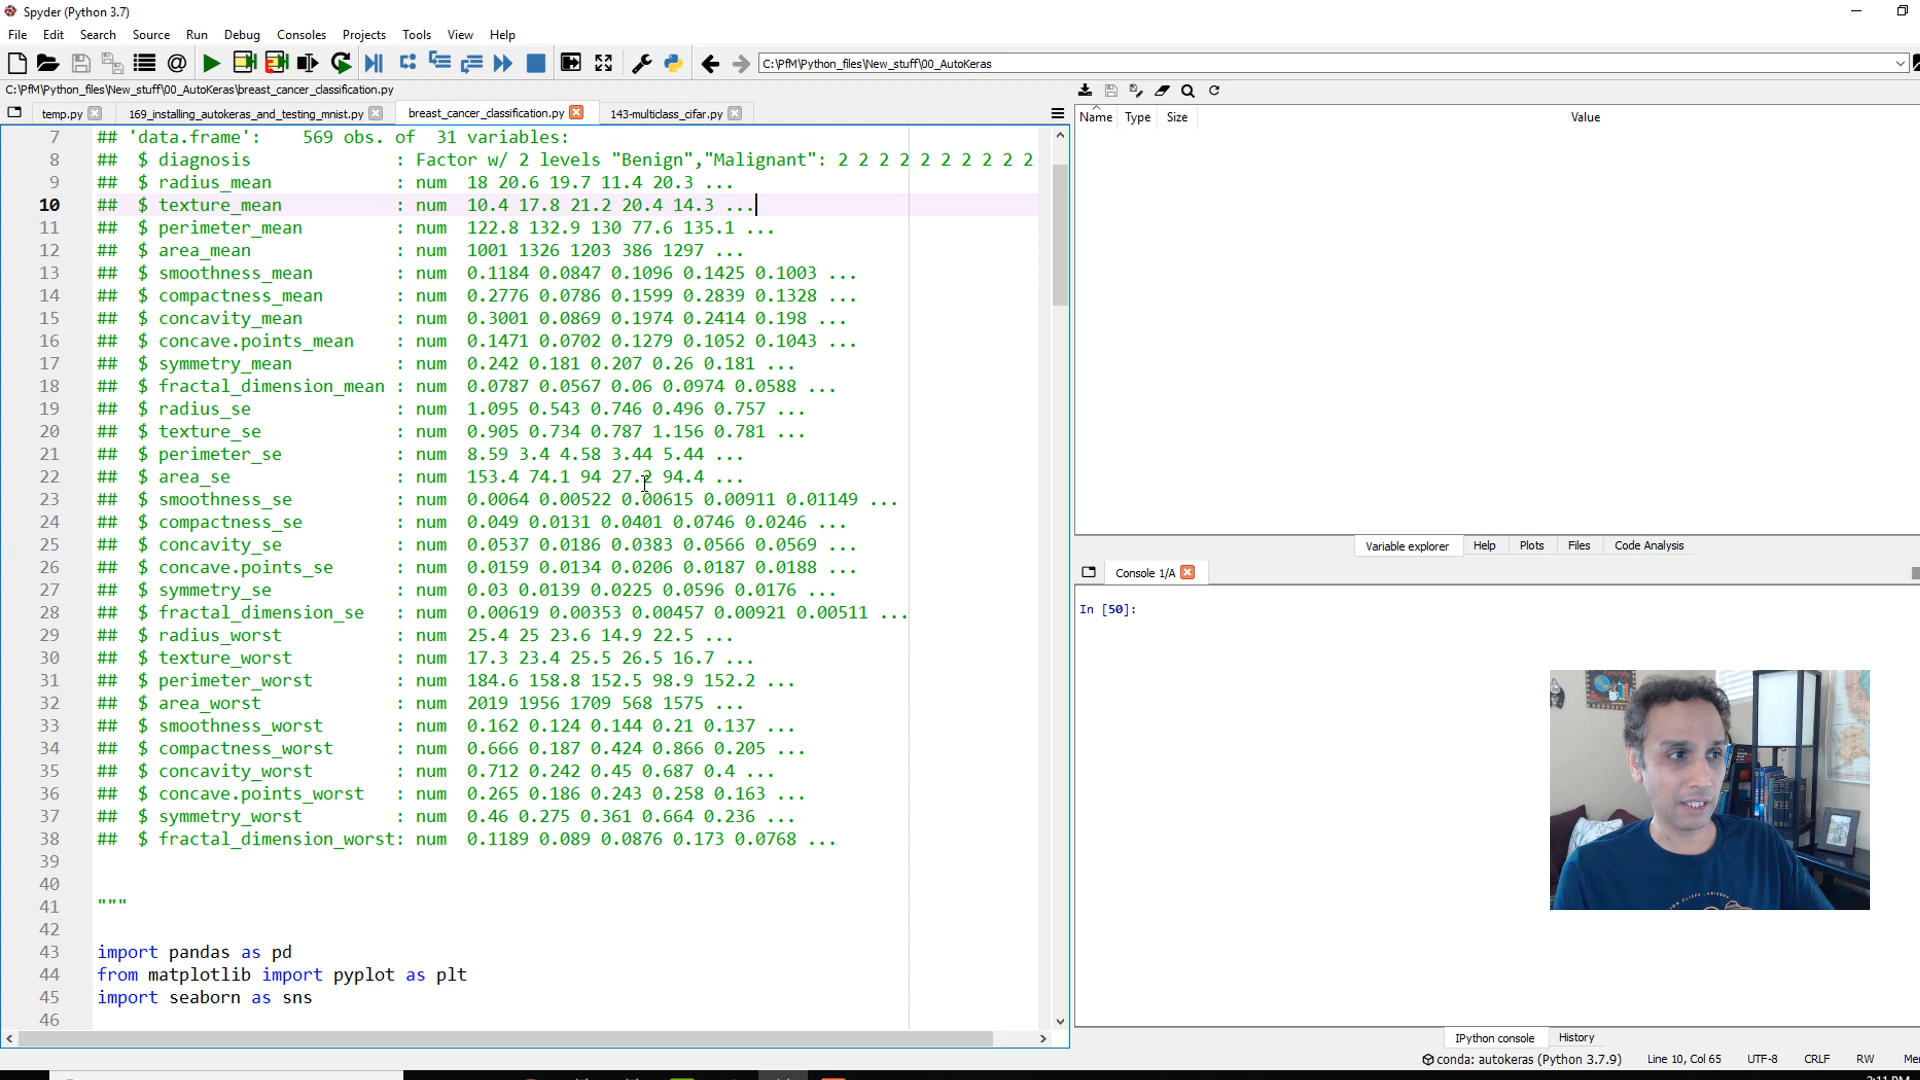 Spyder (Python 3.7)
File Edit Search Source Run Debug Consoles Projects Tools View Help
C:\PfM\Python_files\New_stuff\00_AutoKeras
C:\PfM\Python_files\New_stuff\00_AutoKeras\breast_cancer_classification.py
temp.py 169_installing_autokeras_and_testing_mnist.py breast_cancer_classification.py 143-multiclass_cifar.py
7 ## 'data.frame': 569 obs. of 31 variables:
8 ## $ diagnosis : Factor w/ 2 levels "Benign","Malignant": 2 2 2 2 2 2 2 2 2 2
9 ## $ radius_mean : num 18 20.6 19.7 11.4 20.3 ...
10 ## $ texture_mean : num 10.4 17.8 21.2 20.4 14.3 ...
11 ## $ perimeter_mean : num 122.8 132.9 130 77.6 135.1 ...
12 ## $ area_mean : num 1001 1326 1203 386 1297 ...
13 ## $ smoothness_mean : num 0.1184 0.0847 0.1096 0.1425 0.1003 ...
14 ## $ compactness_mean : num 0.2776 0.0786 0.1599 0.2839 0.1328 ...
15 ## $ concavity_mean : num 0.3001 0.0869 0.1974 0.2414 0.198 ...
16 ## $ concave.points_mean : num 0.1471 0.0702 0.1279 0.1052 0.1043 ...
17 ## $ symmetry_mean : num 0.242 0.181 0.207 0.26 0.181 ...
18 ## $ fractal_dimension_mean : num 0.0787 0.0567 0.06 0.0974 0.0588 ...
19 ## $ radius_se : num 1.095 0.543 0.746 0.496 0.757 ...
20 ## $ texture_se : num 0.905 0.734 0.787 1.156 0.781 ...
21 ## $ perimeter_se : num 8.59 3.4 4.58 3.44 5.44 ...
22 ## $ area_se : num 153.4 74.1 94 27.2 94.4 ...
23 ## $ smoothness_se : num 0.0064 0.00522 0.00615 0.00911 0.01149 ...
24 ## $ compactness_se : num 0.049 0.0131 0.0401 0.0746 0.0246 ...
25 ## $ concavity_se : num 0.0537 0.0186 0.0383 0.0566 0.0569 ...
26 ## $ concave.points_se : num 0.0159 0.0134 0.0206 0.0187 0.0188 ...
27 ## $ symmetry_se : num 0.03 0.0139 0.0225 0.0596 0.0176 ...
28 ## $ fractal_dimension_se : num 0.00619 0.00353 0.00457 0.00921 0.00511 ...
29 ## $ radius_worst : num 25.4 25 23.6 14.9 22.5 ...
30 ## $ texture_worst : num 17.3 23.4 25.5 26.5 16.7 ...
31 ## $ perimeter_worst : num 184.6 158.8 152.5 98.9 152.2 ...
32 ## $ area_worst : num 2019 1956 1709 568 1575 ...
33 ## $ smoothness_worst : num 0.162 0.124 0.144 0.21 0.137 ...
34 ## $ compactness_worst : num 0.666 0.187 0.424 0.866 0.205 ...
35 ## $ concavity_worst : num 0.712 0.242 0.45 0.687 0.4 ...
36 ## $ concave.points_worst : num 0.265 0.186 0.243 0.258 0.163 ...
37 ## $ symmetry_worst : num 0.46 0.275 0.361 0.664 0.236 ...
38 ## $ fractal_dimension_worst: num 0.1189 0.089 0.0876 0.173 0.0768 ...
39
40
41 """
42
43 import pandas as pd
44 from matplotlib import pyplot as plt
45 import seaborn as sns
46
Name Type Size Value
Variable explorer Help Plots Files Code Analysis
Console 1/A
In [50]:
IPython console History
conda: autokeras (Python 3.7.9) Line 10, Col 65 UTF-8 CRLF RW